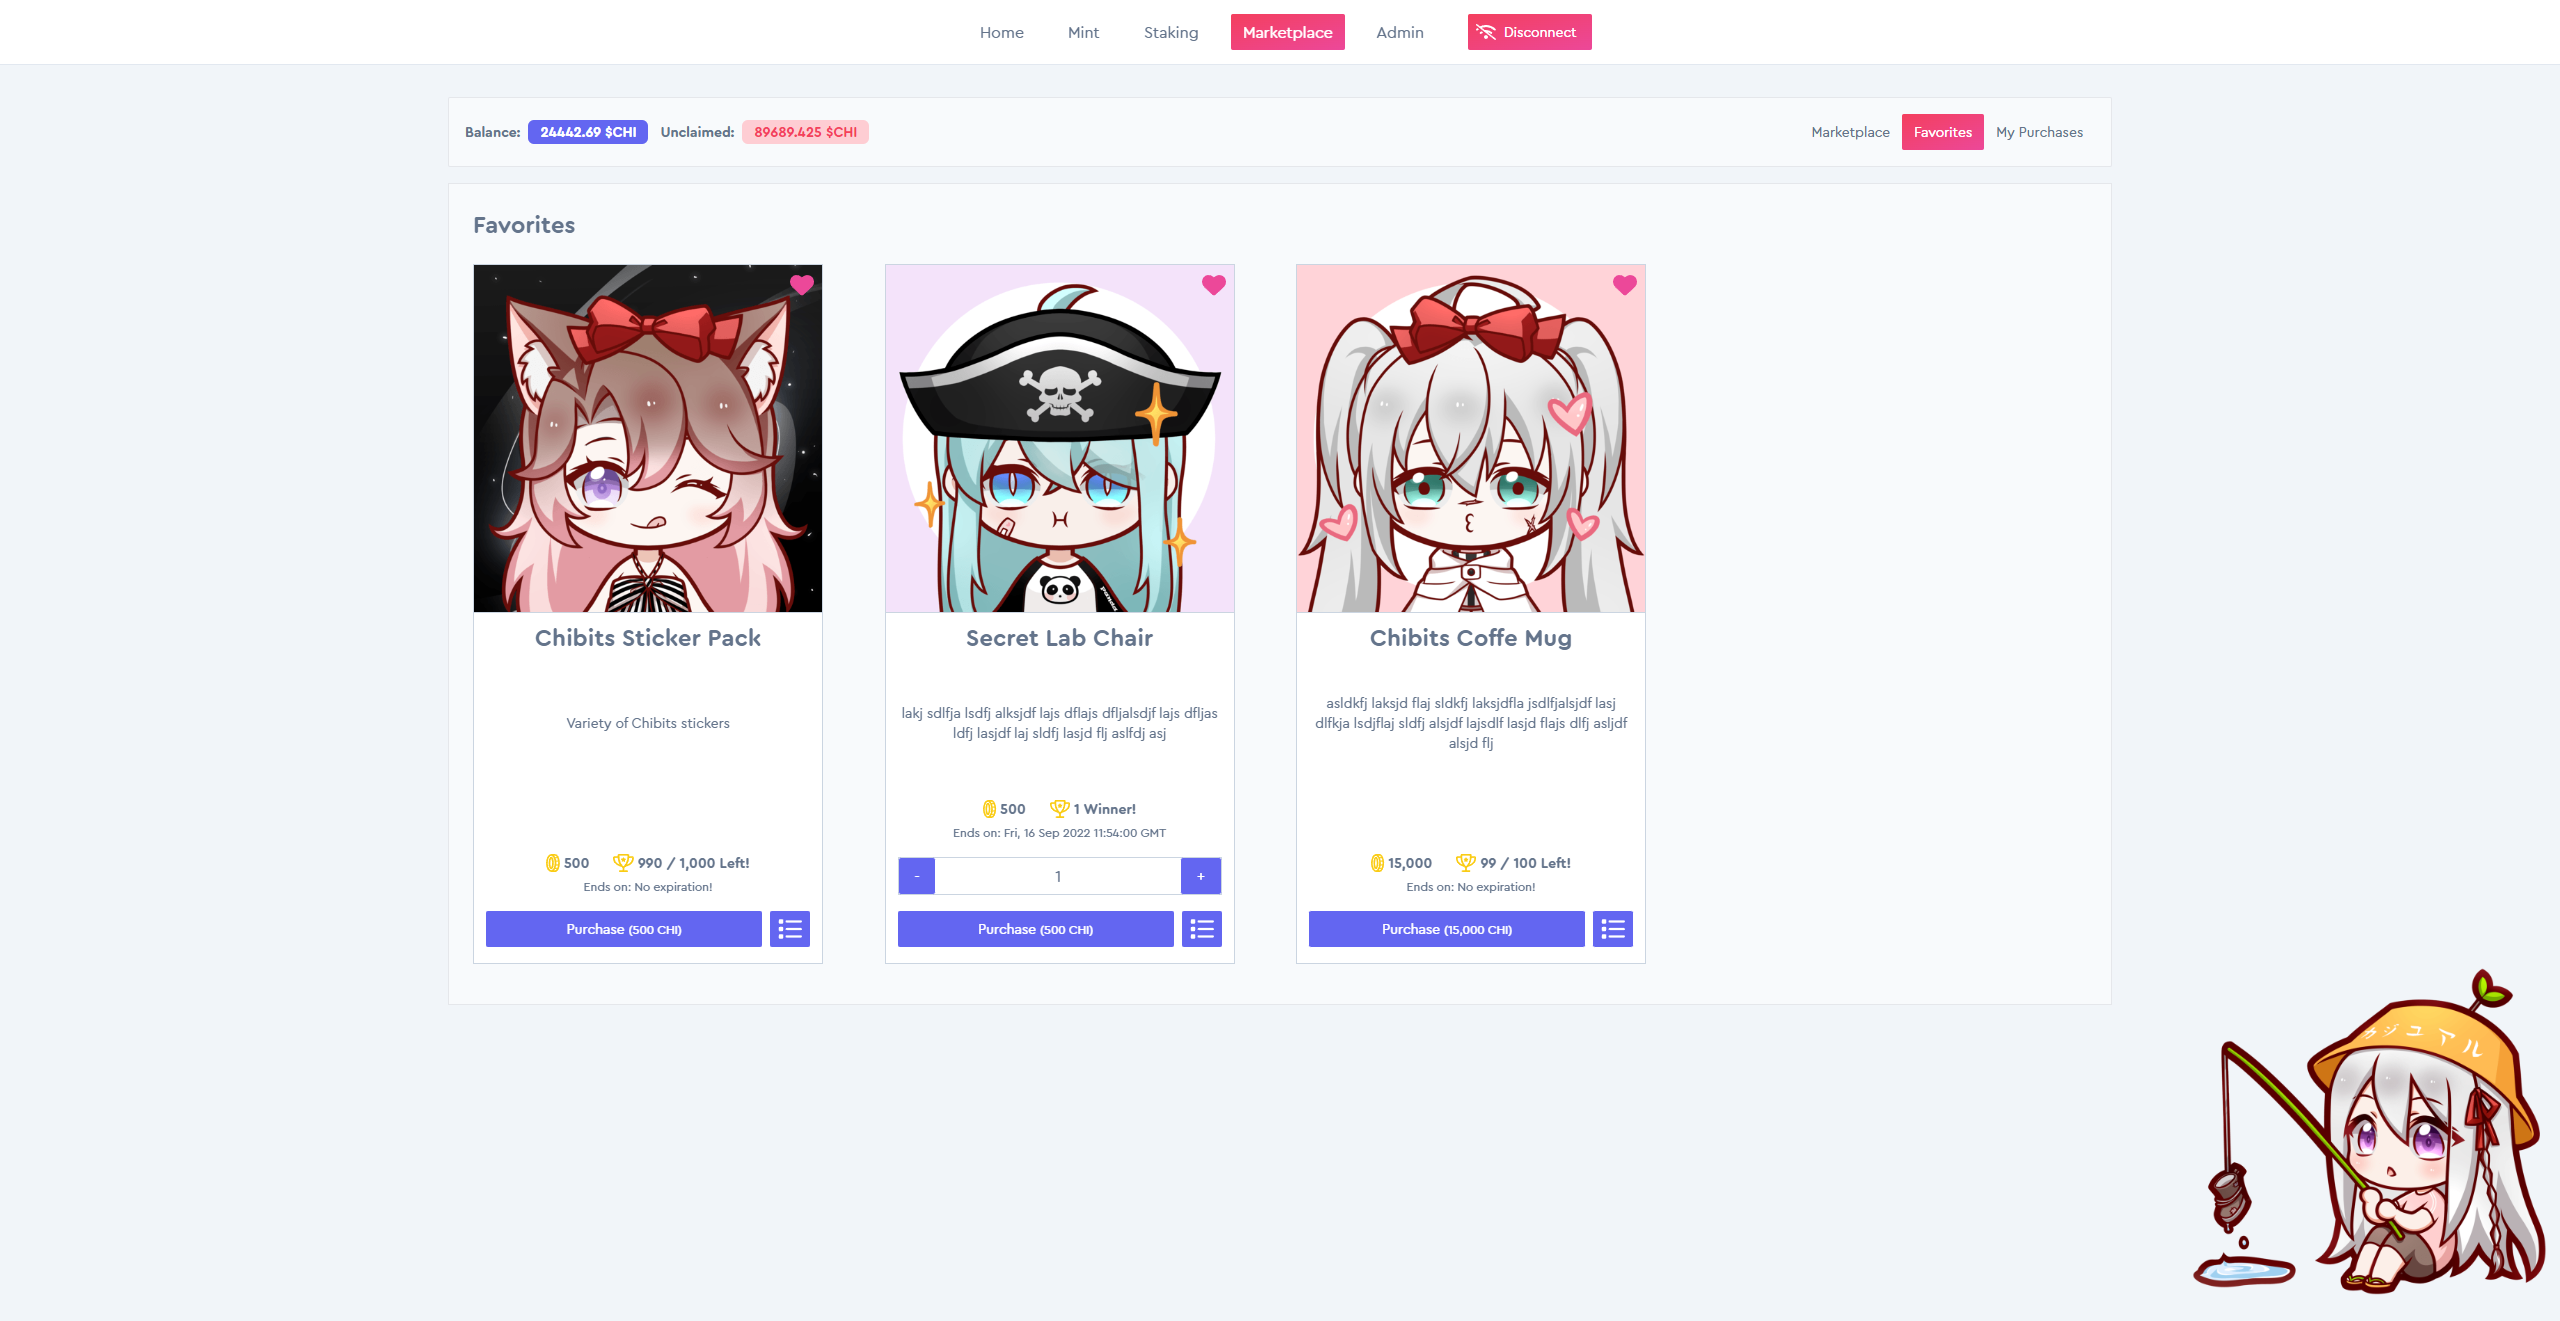 Home Mint Staking Marketplace Admin Disconnect
Balance: 24442.69 $CHI Unclaimed: 89689.425 $CHI Marketplace Favorites My Purchases
Favorites
Chibits Sticker Pack
Variety of Chibits stickers
500 990 / 1,000 Left!
Ends on: No expiration!
Purchase (500 CHI)
panda
Secret Lab Chair
lakj sdlfja lsdfj alksjdf lajs dflajs dfljalsdjf lajs dfljas
ldfj lasjdf laj sldfj lasjd flj aslfdj asj
500 1 Winner!
Ends on: Fri, 16 Sep 2022 11:54:00 GMT
- 1 +
Purchase (500 CHI)
Chibits Coffe Mug
asldkfj laksjd flaj sldkfj laksjdfla jsdlfjalsjdf lasj
dlfkja lsdjflaj sldfj alsjdf lajsdlf lasjd flajs dlfj asljdf
alsjd flj
15,000 99 / 100 Left!
Ends on: No expiration!
Purchase (15,000 CHI)
カジュアル